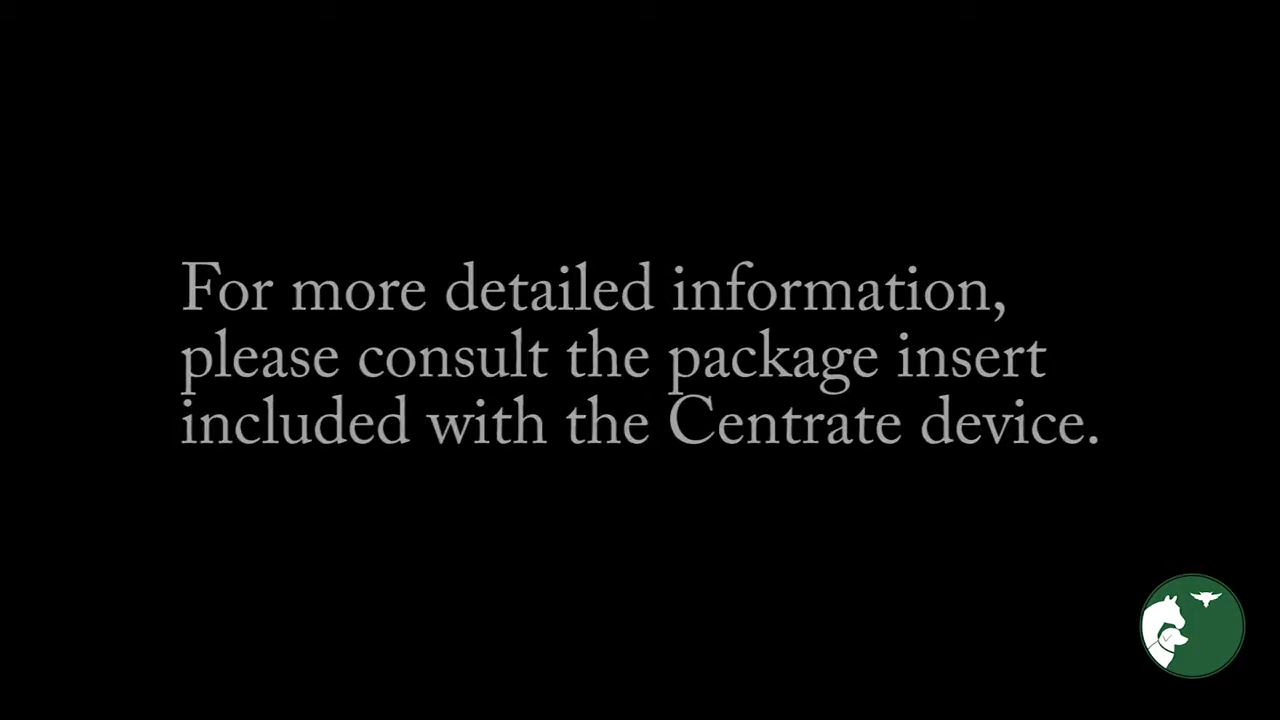 For more detailed information,
please consult the package insert
included with the Centrate device.